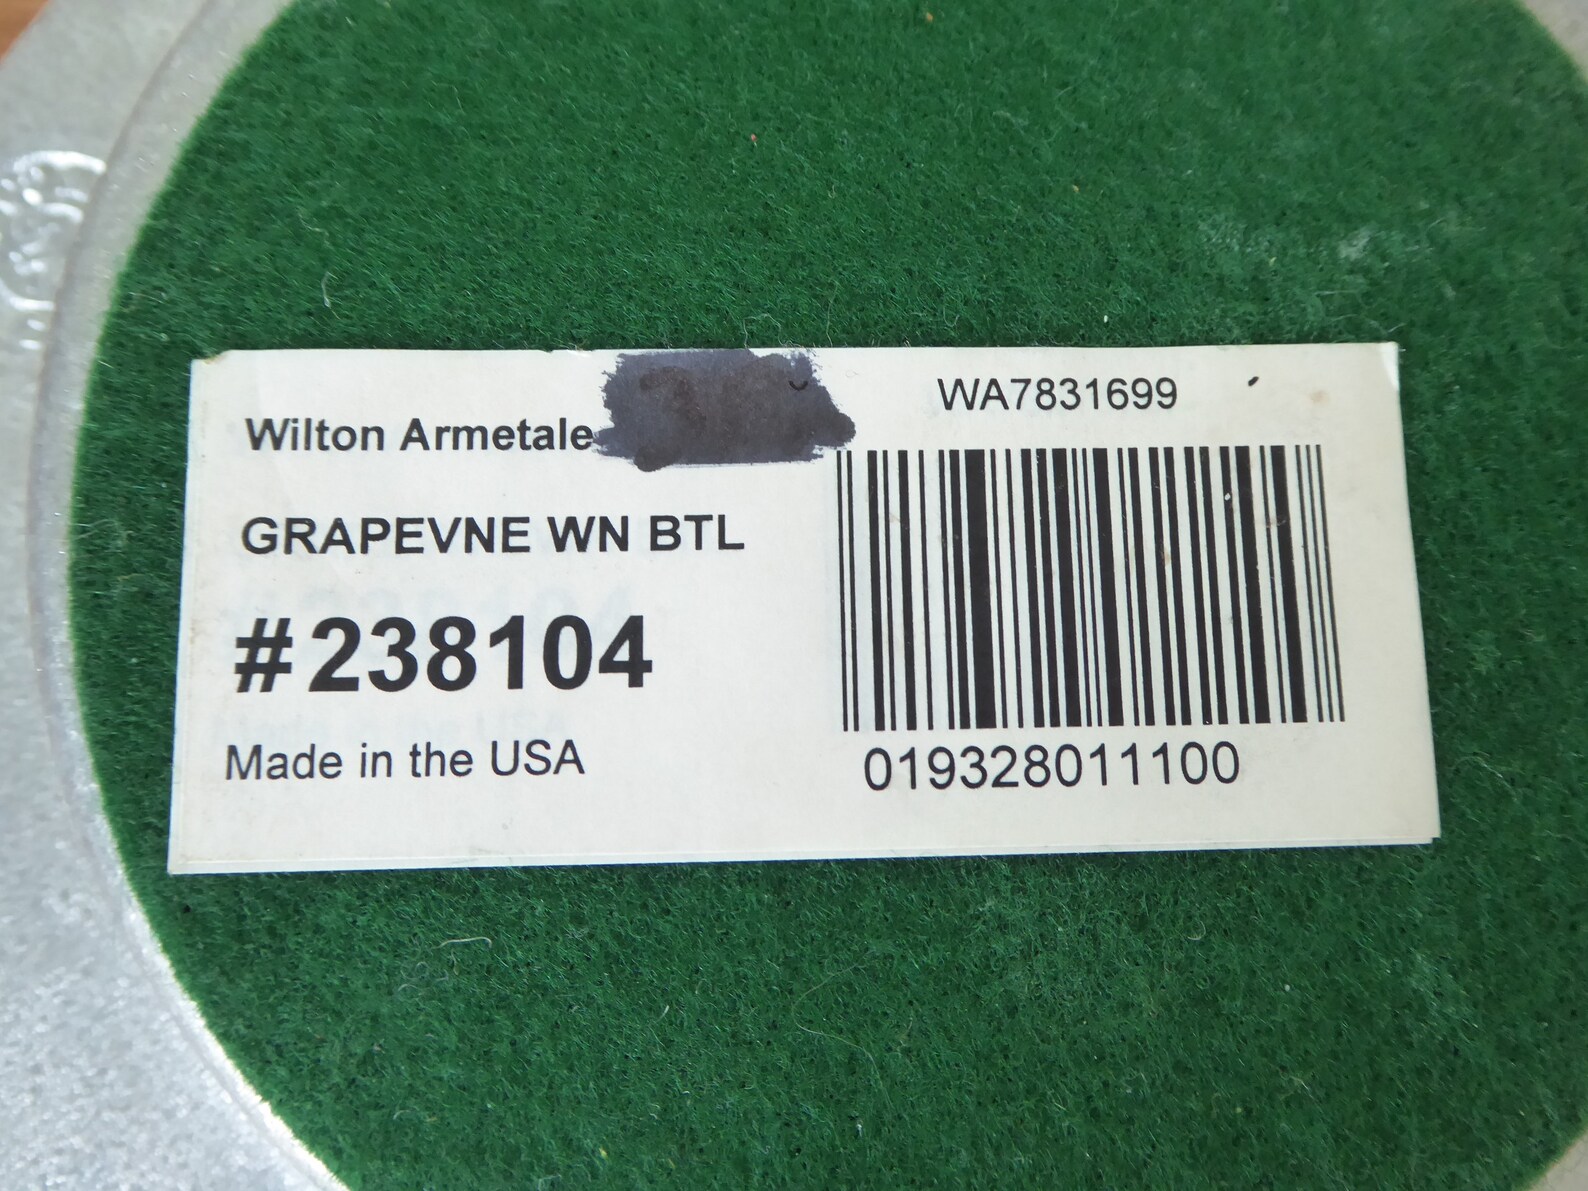 Wilton Armetale
GRAPEVNE WN BTL
#238104
Made in the USA
WA7831699
019328011100